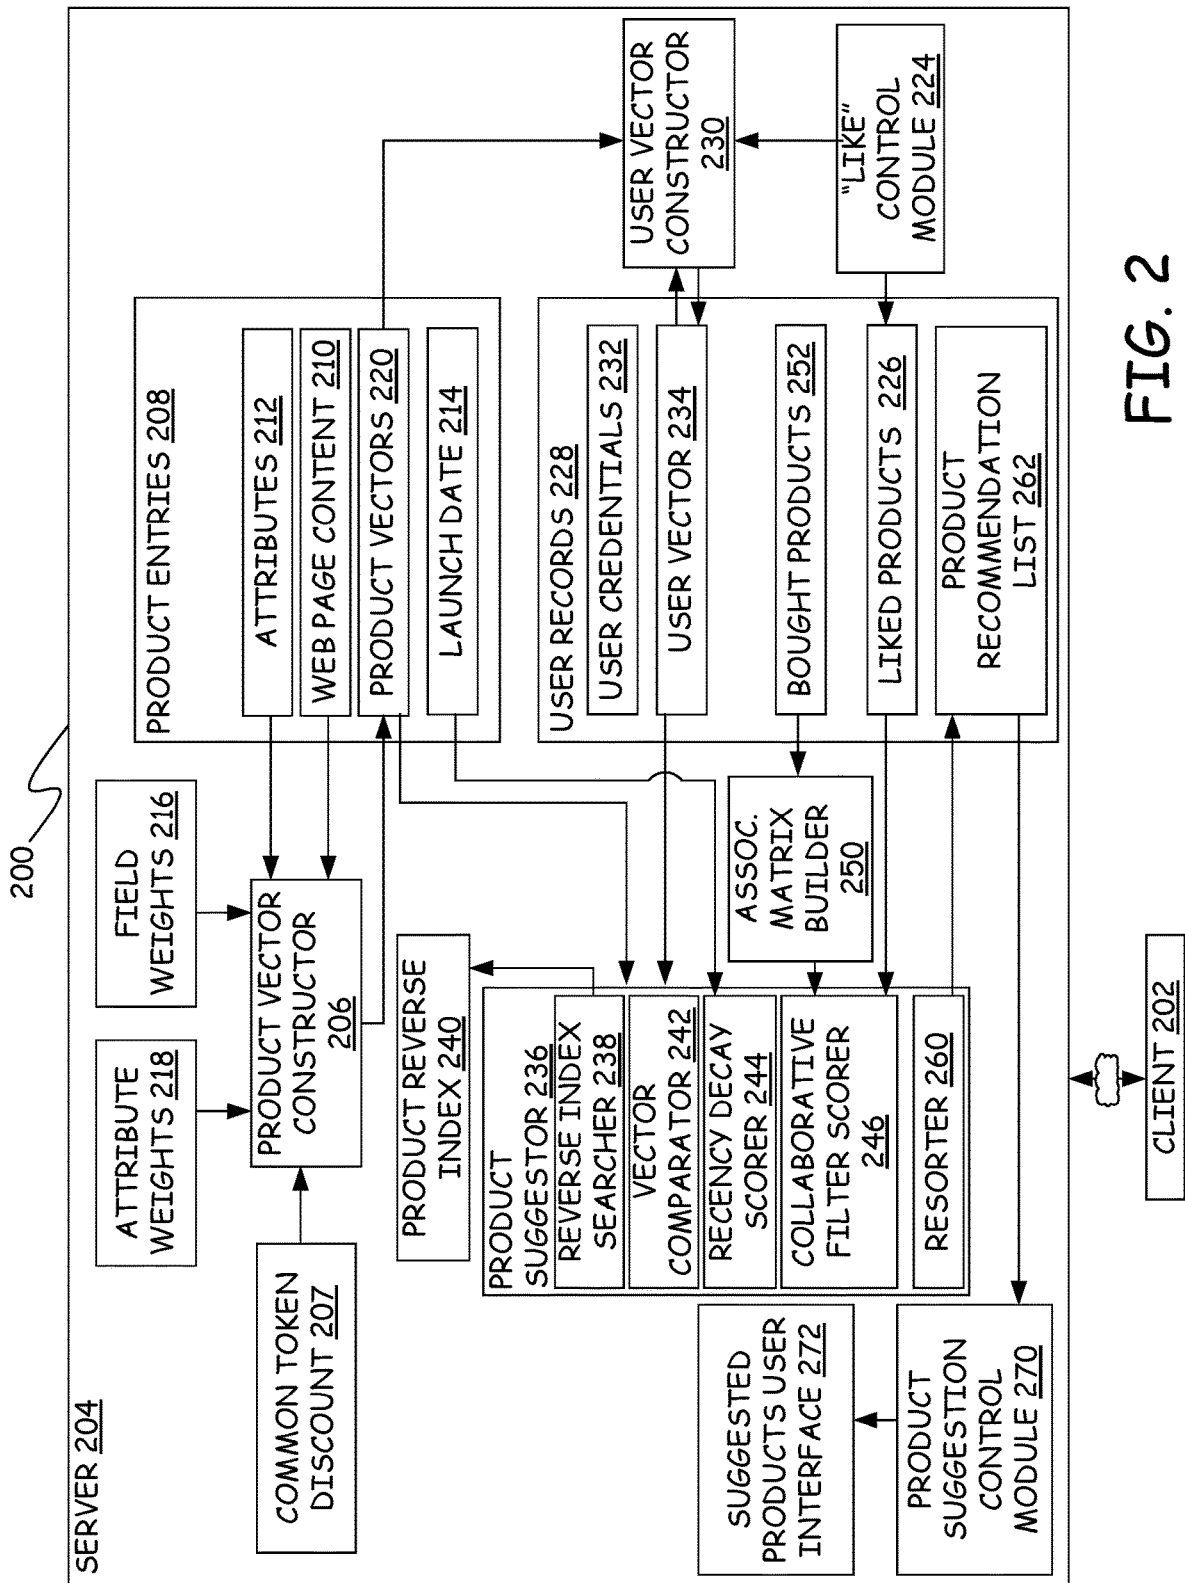 200
SERVER 204
COMMON TOKEN
DISCOUNT 207
ATTRIBUTE
WEIGHTS 218
FIELD
WEIGHTS 216
PRODUCT VECTOR
CONSTRUCTOR
206
PRODUCT ENTRIES 208
ATTRIBUTES 212
WEB PAGE CONTENT 210
PRODUCT VECTORS 220
LAUNCH DATE 214
PRODUCT REVERSE
INDEX 240
PRODUCT
SUGGESTOR 236
REVERSE INDEX
SEARCHER 238
VECTOR
COMPARATOR 242
RECENCY DECAY
SCORER 244
COLLABORATIVE
FILTER SCORER
246
RESORTER 260
ASSOC.
MATRIX
BUILDER
250
USER RECORDS 228
USER CREDENTIALS 232
USER VECTOR 234
BOUGHT PRODUCTS 252
LIKED PRODUCTS 226
PRODUCT
RECOMMENDATION
LIST 262
USER VECTOR
CONSTRUCTOR
230
"LIKE"
CONTROL
MODULE 224
SUGGESTED
PRODUCTS USER
INTERFACE 272
PRODUCT
SUGGESTION
CONTROL
MODULE 270
CLIENT 202
FIG. 2